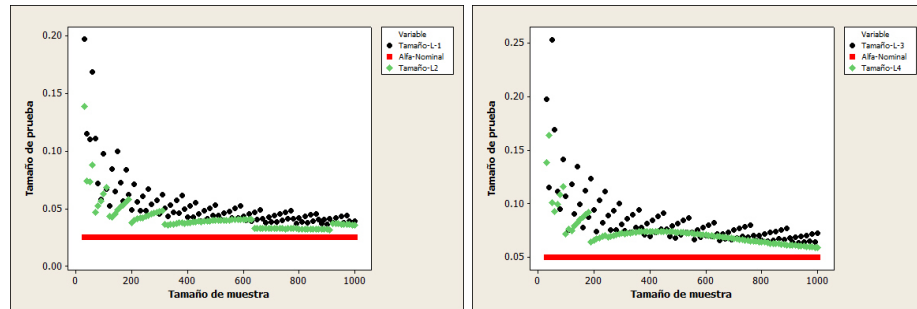 0.20
0.15
0.10
0.05
0.00
Tamaño de prueba
0 200 400 600 800 1000
Tamaño de muestra
Variable
Tamaño-L-1
Alfa-Nominal
Tamaño-L2
0.25
0.20
0.15
0.10
0.05
Tamaño de prueba
0 200 400 600 800 1000
Tamaño de muestra
Variable
Tamaño-L-3
Alfa-Nominal
Tamaño-L4